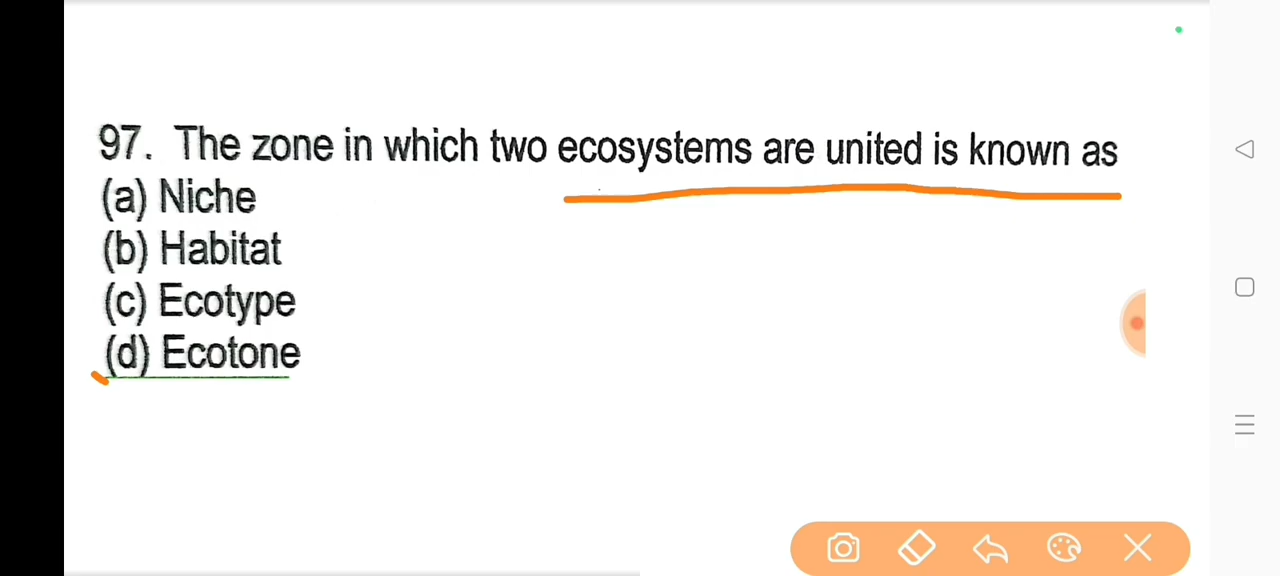 97. The zone in which two ecosystems are united is known as
(a) Niche
(b) Habitat
(c) Ecotype
(d) Ecotone